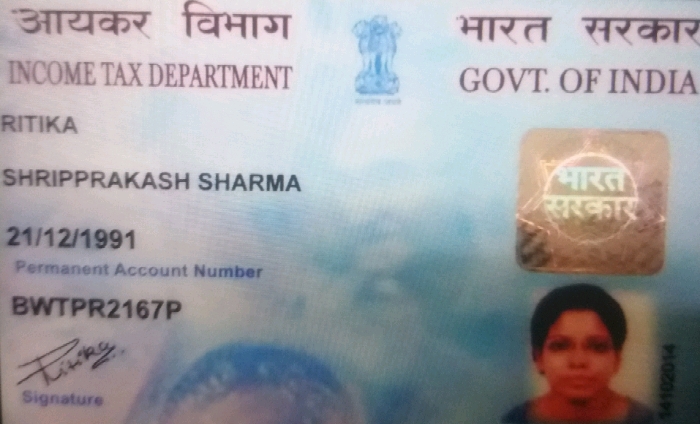 आयकर विभाग भारत सरकार
INCOME TAX DEPARTMENT GOVT. OF INDIA
RITIKA
SHRIPPRAKASH SHARMA
भारत
सरकार
21/12/1991
Permanent Account Number
BWTPR2167P
Ritika
Signature
14102014